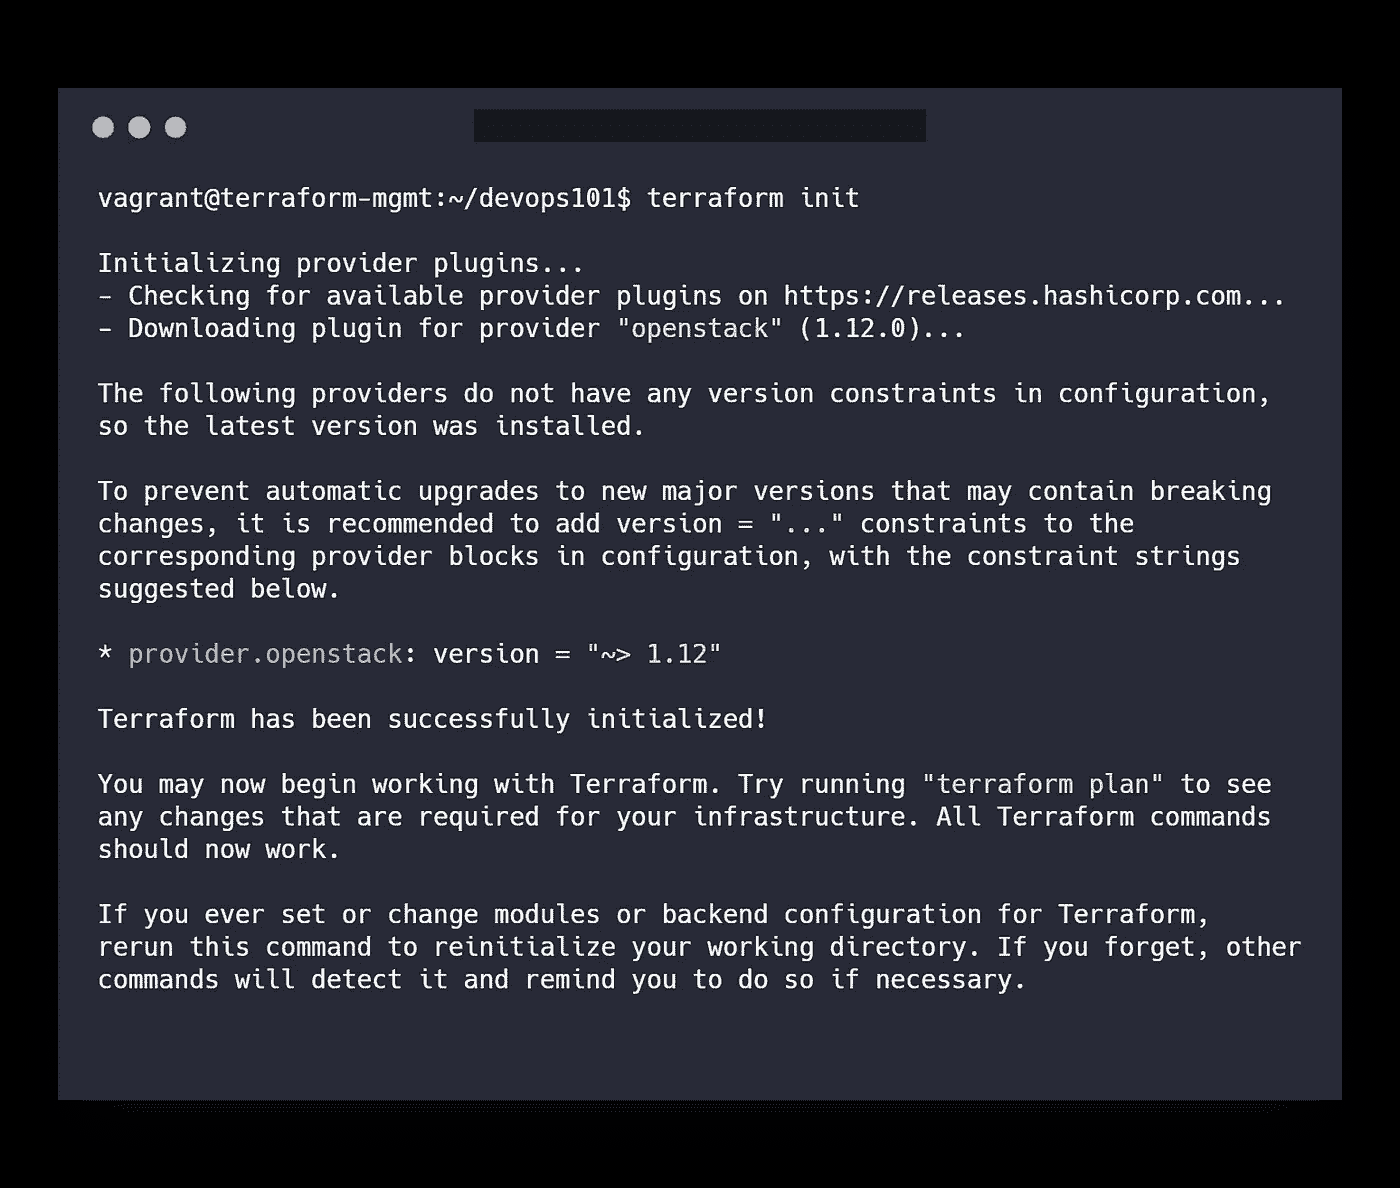 vagrant@terraform-mgmt:~/devops101$ terraform init
Initializing provider plugins...
- Checking for available provider plugins on https://releases.hashicorp.com...
- Downloading plugin for provider "openstack" (1.12.0)...
The following providers do not have any version constraints in configuration,
so the latest version was installed.
To prevent automatic upgrades to new major versions that may contain breaking
changes, it is recommended to add version = "..." constraints to the
corresponding provider blocks in configuration, with the constraint strings
suggested below.
* provider.openstack: version = "~> 1.12"
Terraform has been successfully initialized!
You may now begin working with Terraform. Try running "terraform plan" to see
any changes that are required for your infrastructure. All Terraform commands
should now work.
If you ever set or change modules or backend configuration for Terraform,
rerun this command to reinitialize your working directory. If you forget, other
commands will detect it and remind you to do so if necessary.